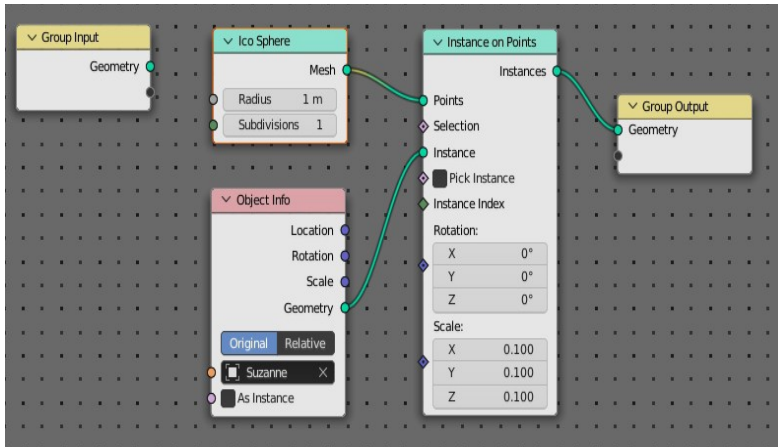 Group Input
Geometry
Ico Sphere
Mesh
Radius 1 m
Subdivisions 1
Object Info
Location
Rotation
Scale
Geometry
Original Relative
Suzanne X
As Instance
Instance on Points
Instances
Points
Selection
Instance
Pick Instance
Instance Index
Rotation:
X 0°
Y 0°
Z 0°
Scale:
X 0.100
Y 0.100
Z 0.100
Group Output
Geometry